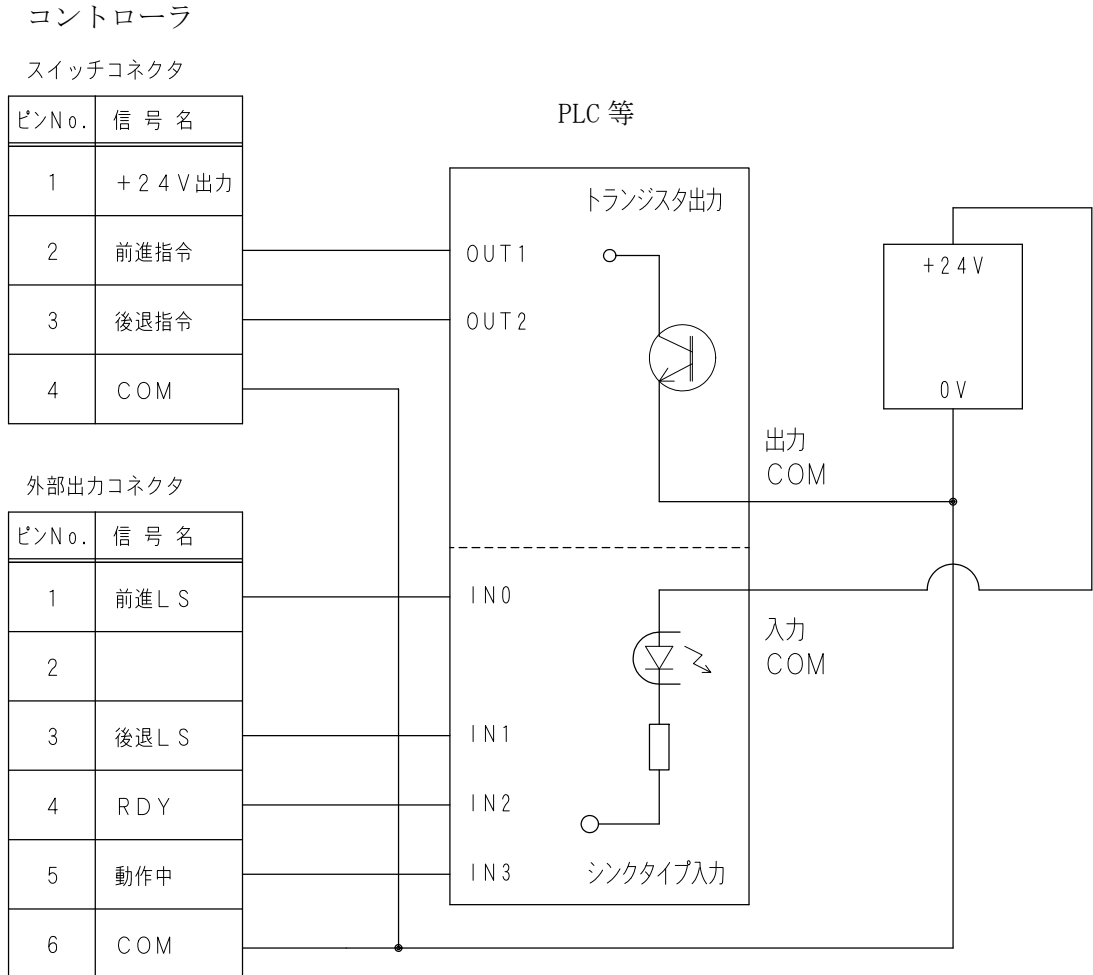 コントローラ
スイッチコネクタ
ピンNo. 信号名
1 +24V出力
2 前進指令
3 後退指令
4 COM
外部出力コネクタ
ピンNo. 信号名
1 前進LS
2
3 後退LS
4 RDY
5 動作中
6 COM
PLC等
トランジスタ出力
OUT1
OUT2
出力
COM
IN0
IN1
IN2
IN3
入力
COM
シンクタイプ入力
+24V
0V